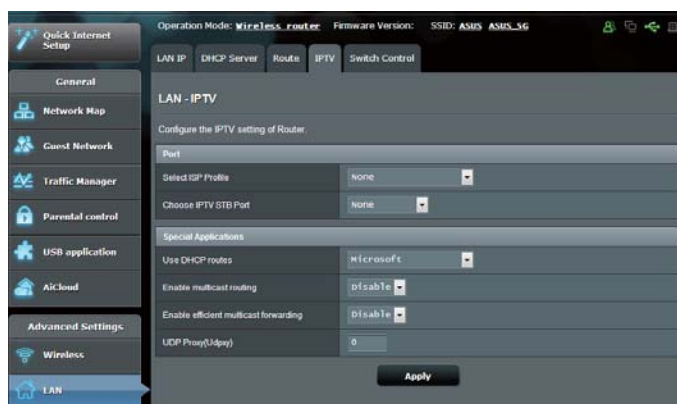 Operation Mode: Wireless router Firmware Version: SSID: ASUS ASUS_5G
Quick Internet Setup
LAN IP DHCP Server Route IPTV Switch Control
General
Network Map
Guest Network
Traffic Manager
Parental control
USB application
AiCloud
Advanced Settings
Wireless
LAN
LAN - IPTV
Configure the IPTV setting of Router.
Port
Select ISP Profile None
Choose IPTV STB Port None
Special Applications
Use DHCP routes Microsoft
Enable multicast routing Disable
Enable efficient multicast forwarding Disable
UDP Proxy(Udpxy) 0
Apply